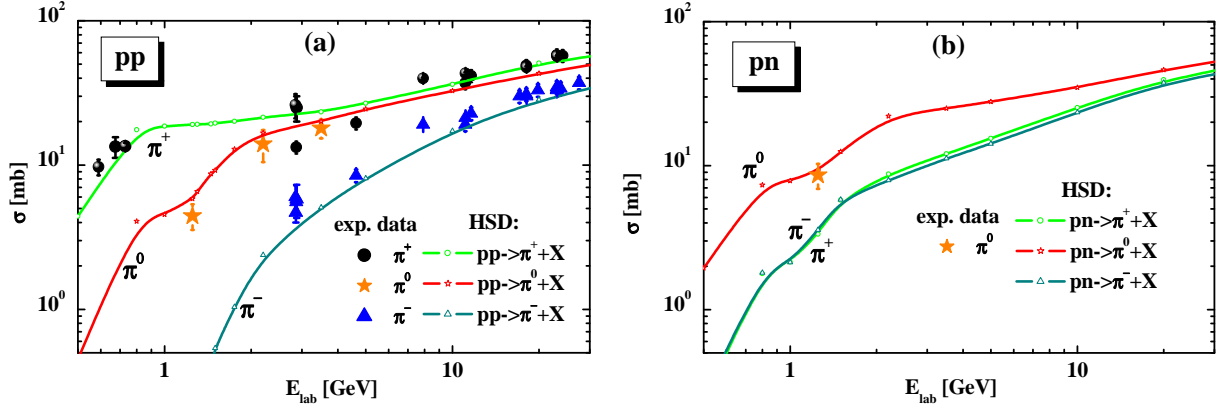 10²
(a)
pp
π⁺
σ [mb]
10¹
π⁰
π⁻
exp. data
HSD:
π⁺
pp->π⁺+X
π⁰
pp->π⁰+X
π⁻
pp->π⁻+X
10⁰
1
10
E_lab [GeV]
10²
(b)
pn
σ [mb]
10¹
π⁰
π⁻
π⁺
exp. data
HSD:
π⁰
pn->π⁺+X
pn->π⁰+X
pn->π⁻+X
10⁰
1
10
E_lab [GeV]